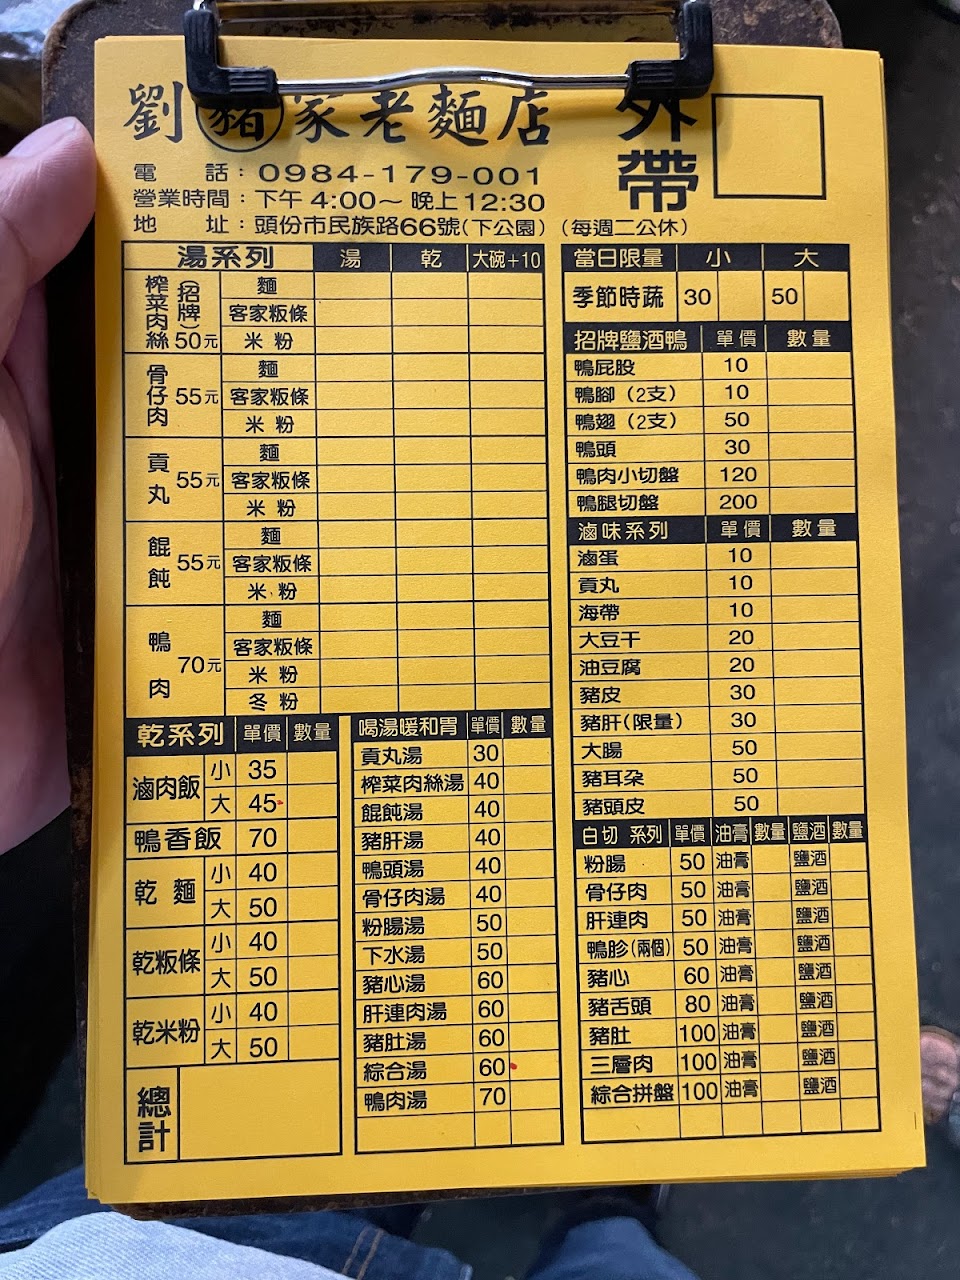 劉豬家老麵店
外帶
電話：0984-179-001
營業時間：下午4:00～晚上12:30
地址：頭份市民族路66號(下公園)（每週二公休）
湯系列 湯 乾 大碗+10
榨菜肉絲（招牌）50元 麵
客家粄條
米粉
骨仔肉 55元 麵
客家粄條
米粉
貢丸 55元 麵
客家粄條
米粉
餛飩 55元 麵
客家粄條
米粉
鴨肉 70元 麵
客家粄條
米粉
冬粉
乾系列 單價 數量
滷肉飯 小 35
大 45
鴨香飯 70
乾麵 小 40
大 50
乾粄條 小 40
大 50
乾米粉 小 40
大 50
總計
喝湯暖和胃 單價 數量
貢丸湯 30
榨菜肉絲湯 40
餛飩湯 40
豬肝湯 40
鴨頭湯 40
骨仔肉湯 40
粉腸湯 50
下水湯 50
豬心湯 60
肝連肉湯 60
豬肚湯 60
綜合湯 60
鴨肉湯 70
當日限量 小 大
季節時蔬 30 50
招牌鹽酒鴨 單價 數量
鴨屁股 10
鴨腳（2支） 10
鴨翅（2支） 50
鴨頭 30
鴨肉小切盤 120
鴨腿切盤 200
滷味系列 單價 數量
滷蛋 10
貢丸 10
海帶 10
大豆干 20
油豆腐 20
豬皮 30
豬肝(限量) 30
大腸 50
豬耳朵 50
豬頭皮 50
白切系列 單價 油膏 數量 鹽酒 數量
粉腸 50 油膏 鹽酒
骨仔肉 50 油膏 鹽酒
肝連肉 50 油膏 鹽酒
鴨胗(兩個) 50 油膏 鹽酒
豬心 60 油膏 鹽酒
豬舌頭 80 油膏 鹽酒
豬肚 100 油膏 鹽酒
三層肉 100 油膏 鹽酒
綜合拼盤 100 油膏 鹽酒